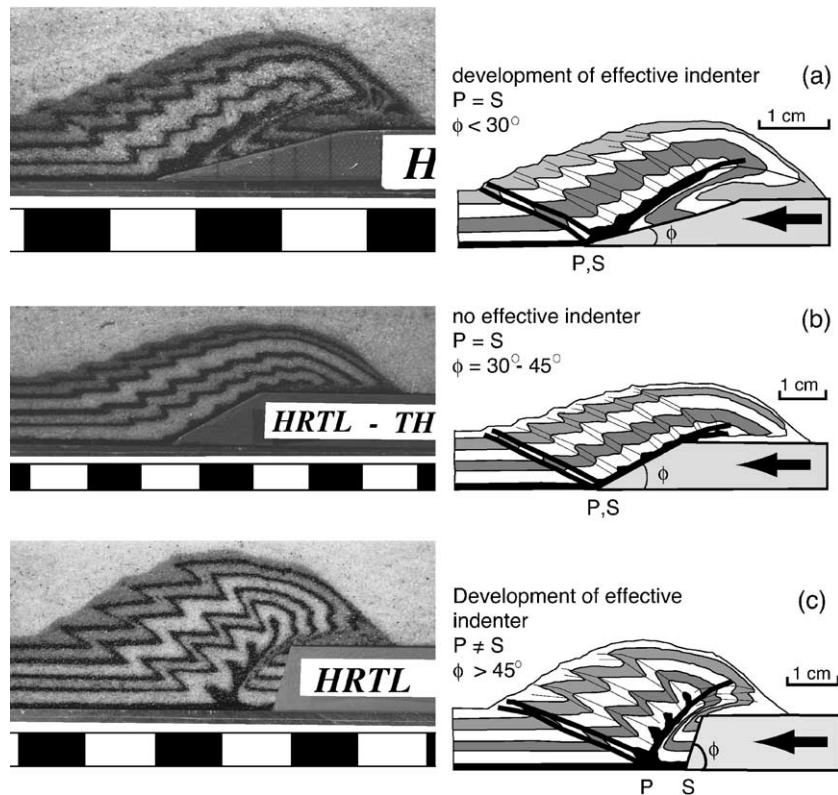 H
development of effective indenter
(a)
P = S
ϕ < 30°
1 cm
ϕ
P,S
HRTL - TH
no effective indenter
(b)
P = S
ϕ = 30°- 45°
1 cm
ϕ
P,S
HRTL
Development of effective
indenter
(c)
P ≠ S
ϕ > 45°
1 cm
ϕ
P S